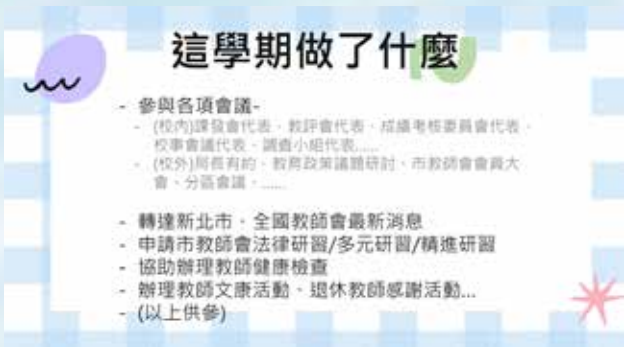 這學期做了什麼
- 參與各項會議-
- (校內)課發會代表、教評會代表、成績考核委員會代表、
校事會議代表、調查小組代表......
- (校外)局長有約、教育政策議題研討、市教師會會員大
會、分區會議、......
- 轉達新北市、全國教師會最新消息
- 申請市教師會法律研習/多元研習/精進研習
- 協助辦理教師健康檢查
- 辦理教師文康活動、退休教師感謝活動...
- (以上供參)